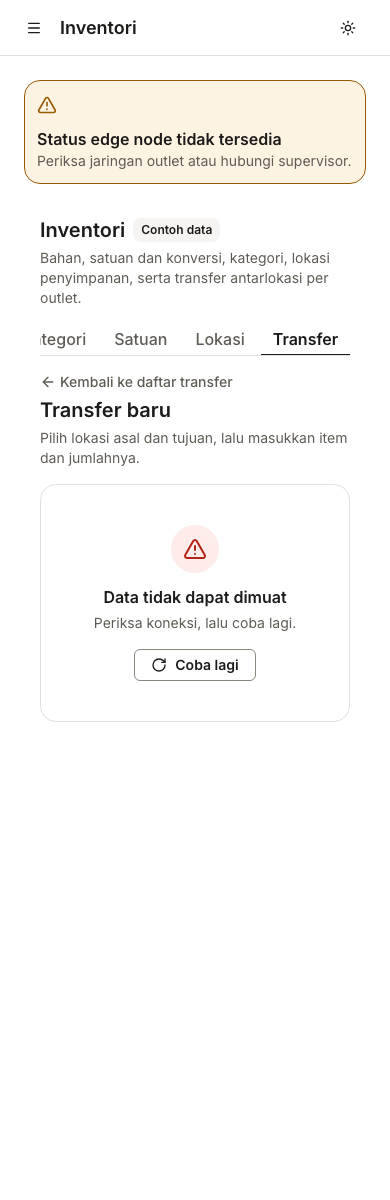 Inventori
Status edge node tidak tersedia
Periksa jaringan outlet atau hubungi supervisor.
Inventori Contoh data
Bahan, satuan dan konversi, kategori, lokasi
penyimpanan, serta transfer antarlokasi per
outlet.
tegori Satuan Lokasi Transfer
Kembali ke daftar transfer
Transfer baru
Pilih lokasi asal dan tujuan, lalu masukkan item
dan jumlahnya.
Data tidak dapat dimuat
Periksa koneksi, lalu coba lagi.
Coba lagi